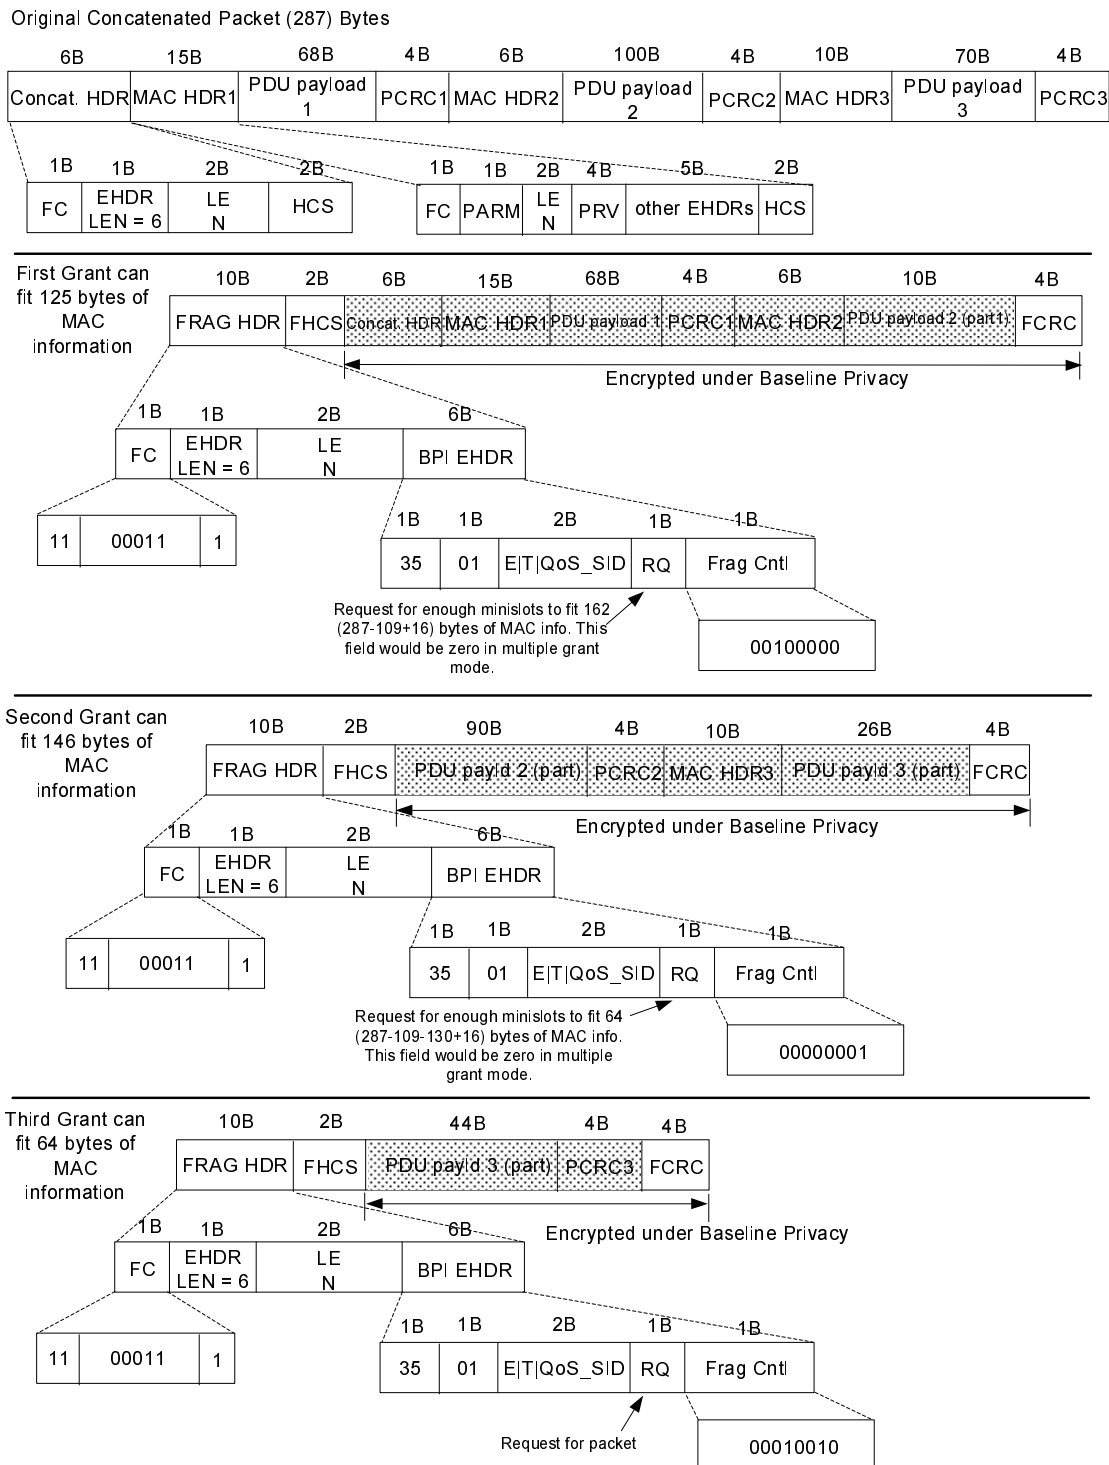 Original Concatenated Packet (287) Bytes
6B 15B 68B 4B 6B 100B 4B 10B 70B 4B
Concat. HDR MAC HDR1 PDU payload 1 PCRC1 MAC HDR2 PDU payload 2 PCRC2 MAC HDR3 PDU payload 3 PCRC3
1B 1B 2B 2B
FC EHDR LEN = 6 LE N HCS
1B 1B 2B 4B 5B 2B
FC PARM LE N PRV other EHDRs HCS
First Grant can
fit 125 bytes of
MAC
information
10B 2B 6B 15B 68B 4B 6B 10B 4B
FRAG HDR FHCS Concat. HDR MAC HDR1 PDU payload 1 PCRC1 MAC HDR2 PDU payload 2 (part1) FCRC
Encrypted under Baseline Privacy
1B 1B 2B 6B
FC EHDR LEN = 6 LE N BPI EHDR
11 00011 1
1B 1B 2B 1B 1B
35 01 E|T|QoS_SID RQ Frag Cntl
Request for enough minislots to fit 162
(287-109+16) bytes of MAC info. This
field would be zero in multiple grant
mode.
00100000
Second Grant can
fit 146 bytes of
MAC
information
10B 2B 90B 4B 10B 26B 4B
FRAG HDR FHCS PDU payld 2 (part) PCRC2 MAC HDR3 PDU payld 3 (part) FCRC
Encrypted under Baseline Privacy
1B 1B 2B 6B
FC EHDR LEN = 6 LE N BPI EHDR
11 00011 1
1B 1B 2B 1B 1B
35 01 E|T|QoS_SID RQ Frag Cntl
Request for enough minislots to fit 64
(287-109-130+16) bytes of MAC info.
This field would be zero in multiple
grant mode.
00000001
Third Grant can
fit 64 bytes of
MAC
information
10B 2B 44B 4B 4B
FRAG HDR FHCS PDU payld 3 (part) PCRC3 FCRC
Encrypted under Baseline Privacy
1B 1B 2B 6B
FC EHDR LEN = 6 LE N BPI EHDR
11 00011 1
1B 1B 2B 1B 1B
35 01 E|T|QoS_SID RQ Frag Cntl
Request for packet
00010010